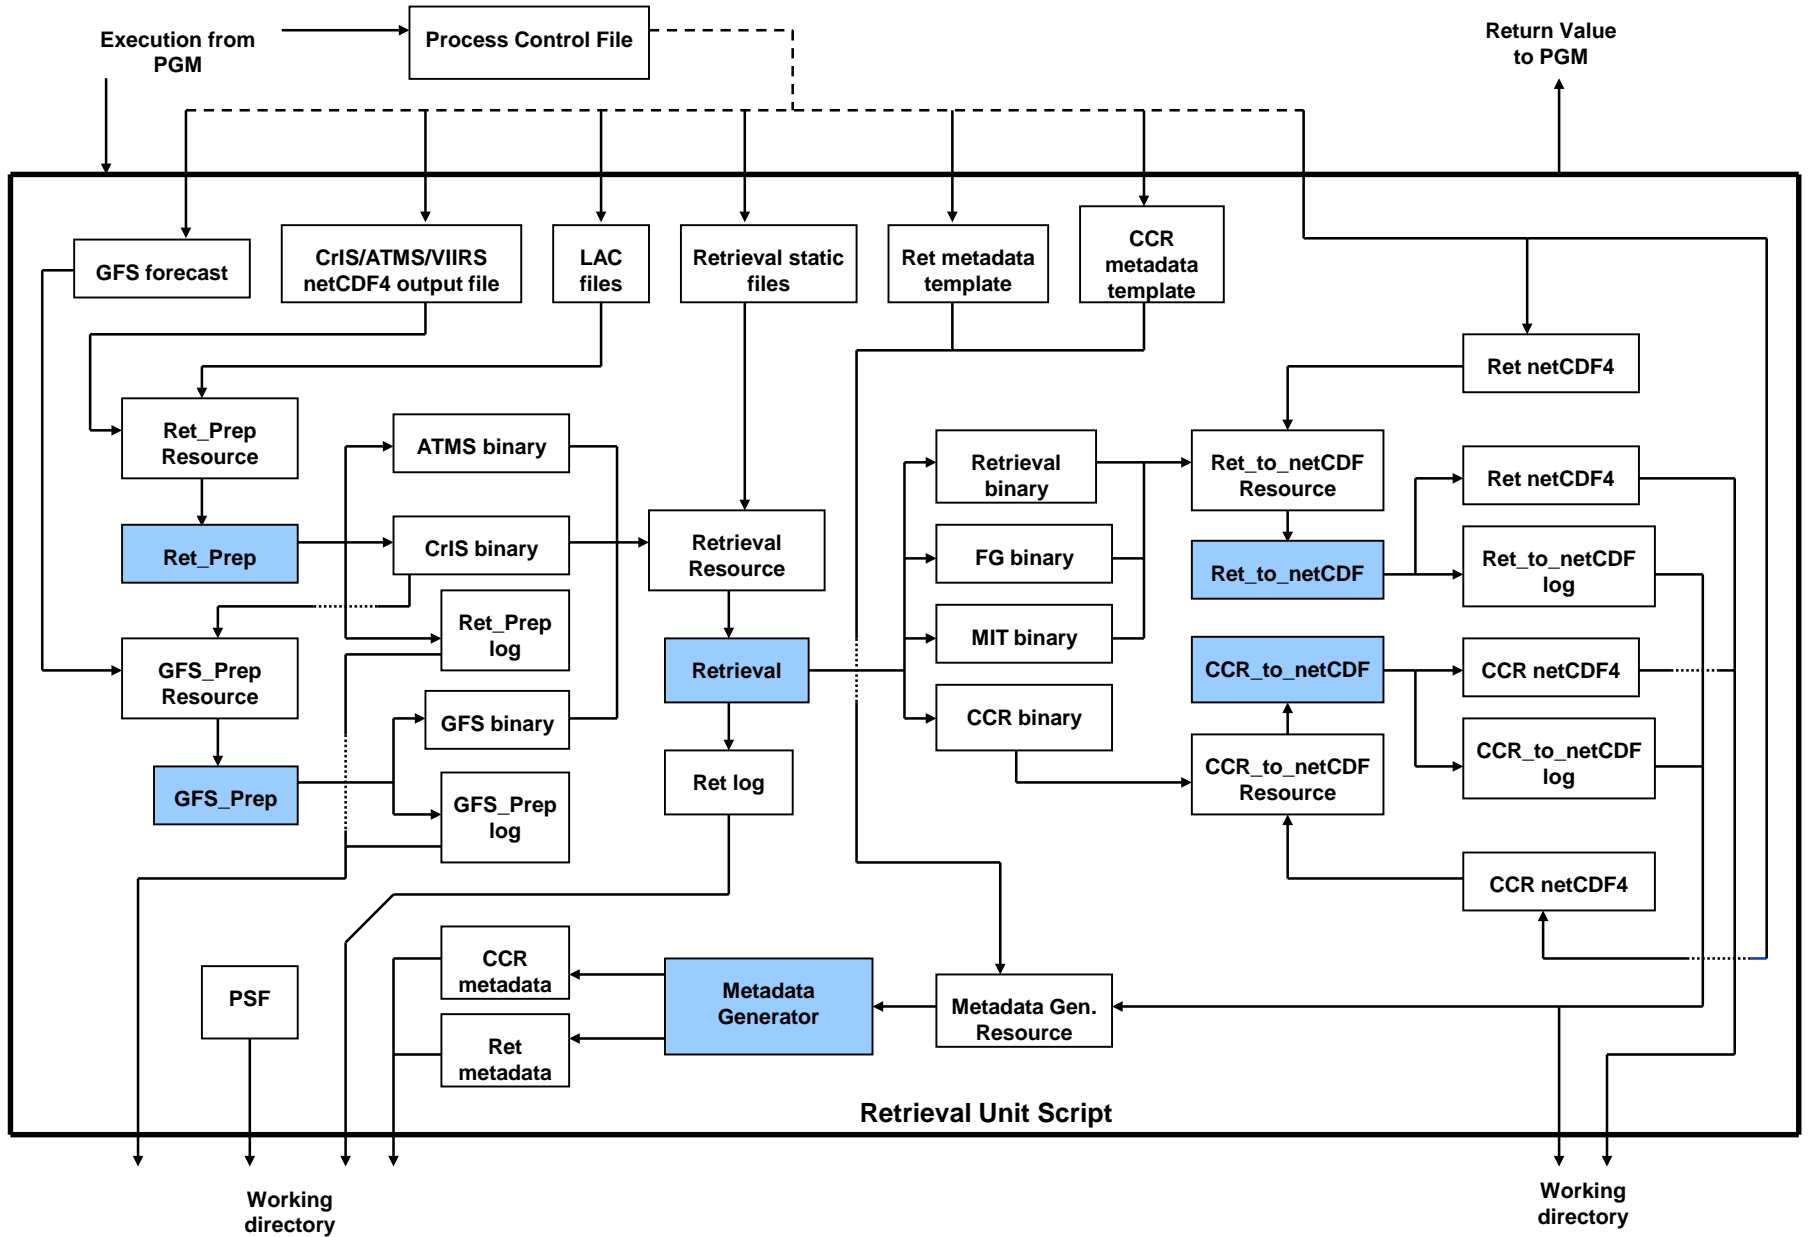 Execution from
PGM
Process Control File
Return Value
to PGM
GFS forecast
CrIS/ATMS/VIIRS
netCDF4 output file
LAC
files
Retrieval static
files
Ret metadata
template
CCR
metadata
template
Ret netCDF4
Ret_Prep
Resource
ATMS binary
Retrieval
binary
Ret_to_netCDF
Resource
Ret netCDF4
Ret_Prep
CrIS binary
Retrieval
Resource
FG binary
Ret_to_netCDF
Ret_to_netCDF
log
Ret_Prep
log
MIT binary
GFS_Prep
Resource
Retrieval
CCR_to_netCDF
CCR netCDF4
GFS binary
CCR binary
GFS_Prep
Ret log
CCR_to_netCDF
Resource
CCR_to_netCDF
log
GFS_Prep
log
CCR netCDF4
PSF
CCR
metadata
Metadata
Generator
Metadata Gen.
Resource
Ret
metadata
Retrieval Unit Script
Working
directory
Working
directory